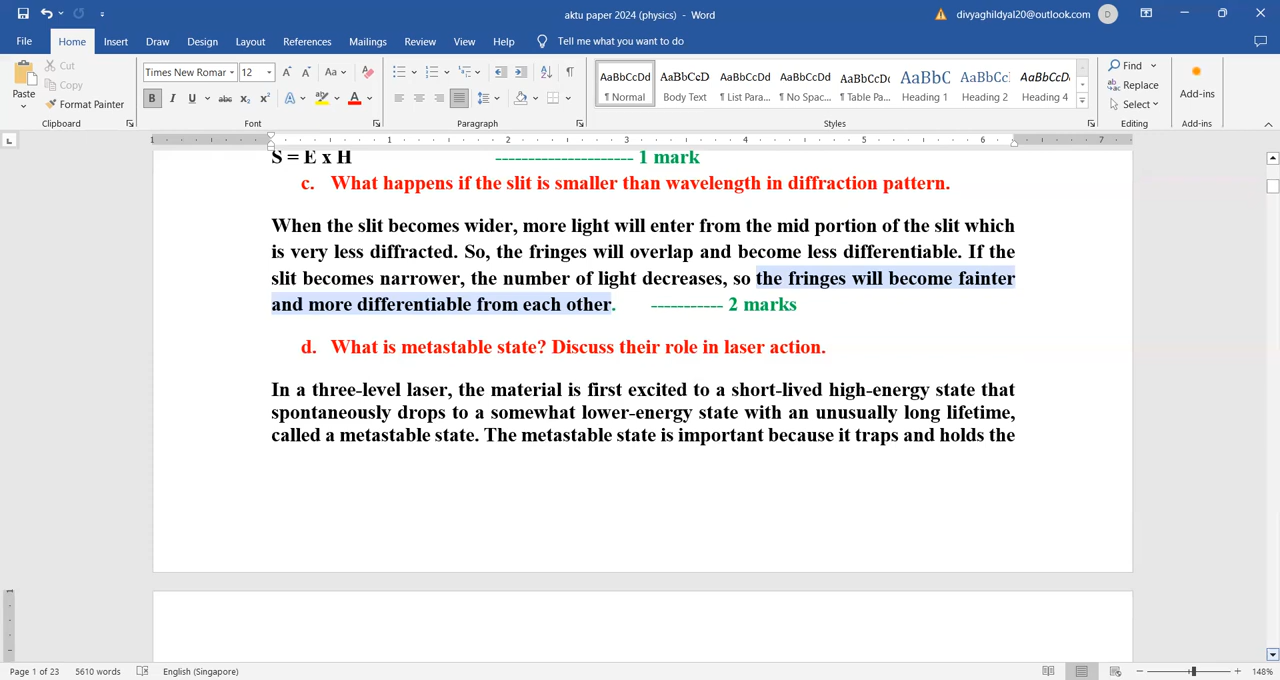 aktu paper 2024 (physics) - Word
divyaghildyal20@outlook.com
D
File Home Insert Draw Design Layout References Mailings Review View Help Tell me what you want to do
Paste
Cut
Copy
Format Painter
Clipboard
Times New Romar 12
Font
Paragraph
AaBbCcDd AaBbCcD AaBbCcDd AaBbCcDd AaBbCcDc AaBbC AaBbCc AaBbCcDc
¶ Normal Body Text ¶ List Para... ¶ No Spac... ¶ Table Pa... Heading 1 Heading 2 Heading 4
Styles
Find
Replace
Select
Editing
Add-ins
Add-ins
1 1 2 3 4 5 6 7
S = E x H --------------------- 1 mark
c. What happens if the slit is smaller than wavelength in diffraction pattern.
When the slit becomes wider, more light will enter from the mid portion of the slit which
is very less diffracted. So, the fringes will overlap and become less differentiable. If the
slit becomes narrower, the number of light decreases, so the fringes will become fainter
and more differentiable from each other. ----------- 2 marks
d. What is metastable state? Discuss their role in laser action.
In a three-level laser, the material is first excited to a short-lived high-energy state that
spontaneously drops to a somewhat lower-energy state with an unusually long lifetime,
called a metastable state. The metastable state is important because it traps and holds the
Page 1 of 23 5610 words English (Singapore) 148%